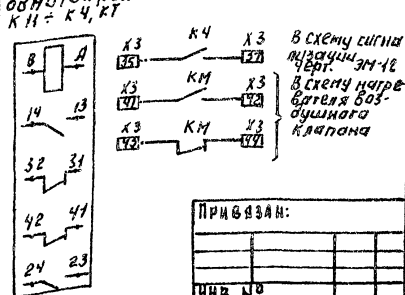 К1÷К4, КТ
В А
14 13
32 31
42 41
24 23
Х3 К4 Х3
35 37
Х3 КМ Х3
41 42
Х3 КМ Х3
43 44
В схему сигна
лизации
черт. ЭМ-12
В схему нагре
вателя воз-
душного
клапана
Привязан:
Инв. №